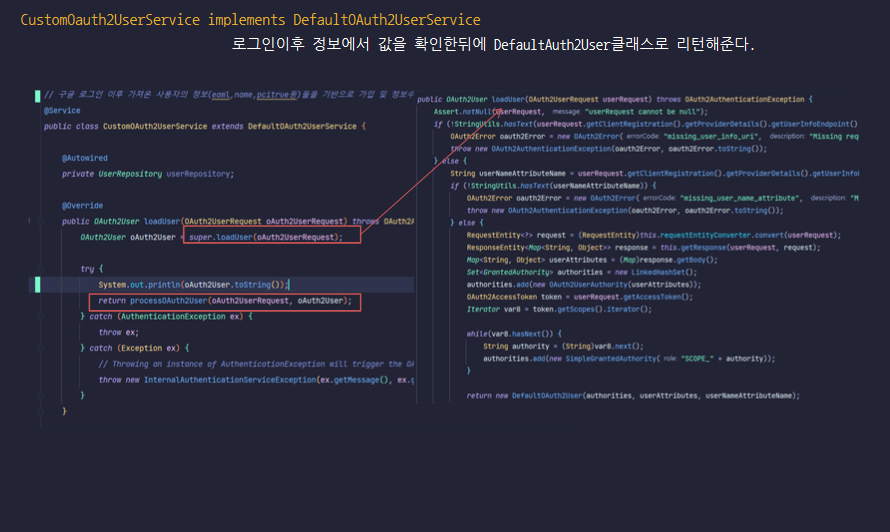 CustomOauth2UserService implements DefaultOAuth2UserService
로그인이후 정보에서 값을 확인한뒤에 DefaultAuth2User클래스로 리턴해준다.
// 구글 로그인 이후 가져온 사용자의 정보(eaml,name,pcitrue등)들을 기반으로 가입 및 정보수
@Service
public class CustomOAuth2UserService extends DefaultOAuth2UserService {
@Autowired
private UserRepository userRepository;
@Override
public OAuth2User loadUser(OAuth2UserRequest oAuth2UserRequest) throws OAuth2A
OAuth2User oAuth2User = super.loadUser(oAuth2UserRequest);
try {
System.out.println(oAuth2User.toString());
return processOAuth2User(oAuth2UserRequest, oAuth2User);
} catch (AuthenticationException ex) {
throw ex;
} catch (Exception ex) {
// Throwing an instance of AuthenticationException will trigger the OA
throw new InternalAuthenticationServiceException(ex.getMessage(), ex.g
}
}
public OAuth2User loadUser(OAuth2UserRequest userRequest) throws OAuth2AuthenticationException {
Assert.notNull(userRequest, message: "userRequest cannot be null");
if (!StringUtils.hasText(userRequest.getClientRegistration().getProviderDetails().getUserInfoEndpoint()
OAuth2Error oauth2Error = new OAuth2Error( errorCode: "missing_user_info_uri", description: "Missing req
throw new OAuth2AuthenticationException(oauth2Error, oauth2Error.toString());
} else {
String userNameAttributeName = userRequest.getClientRegistration().getProviderDetails().getUserInfo
if (!StringUtils.hasText(userNameAttributeName)) {
OAuth2Error oauth2Error = new OAuth2Error( errorCode: "missing_user_name_attribute", description: "M
throw new OAuth2AuthenticationException(oauth2Error, oauth2Error.toString());
} else {
RequestEntity<?> request = (RequestEntity)this.requestEntityConverter.convert(userRequest);
ResponseEntity<Map<String, Object>> response = this.getResponse(userRequest, request);
Map<String, Object> userAttributes = (Map)response.getBody();
Set<GrantedAuthority> authorities = new LinkedHashSet();
authorities.add(new OAuth2UserAuthority(userAttributes));
OAuth2AccessToken token = userRequest.getAccessToken();
Iterator var8 = token.getScopes().iterator();
while(var8.hasNext()) {
String authority = (String)var8.next();
authorities.add(new SimpleGrantedAuthority( role: "SCOPE_" + authority));
}
return new DefaultOAuth2User(authorities, userAttributes, userNameAttributeName);